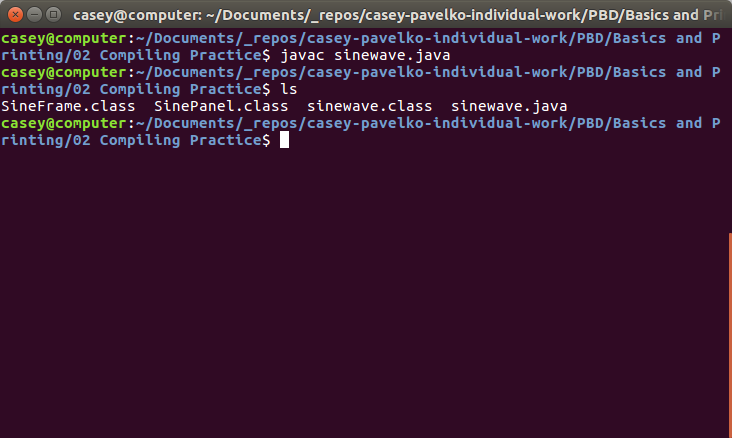 casey@computer: ~/Documents/_repos/casey-pavelko-individual-work/PBD/Basics and Pri
casey@computer:~/Documents/_repos/casey-pavelko-individual-work/PBD/Basics and P
rinting/02 Compiling Practice$ javac sinewave.java
casey@computer:~/Documents/_repos/casey-pavelko-individual-work/PBD/Basics and P
rinting/02 Compiling Practice$ ls
SineFrame.class  SinePanel.class  sinewave.class  sinewave.java
casey@computer:~/Documents/_repos/casey-pavelko-individual-work/PBD/Basics and P
rinting/02 Compiling Practice$